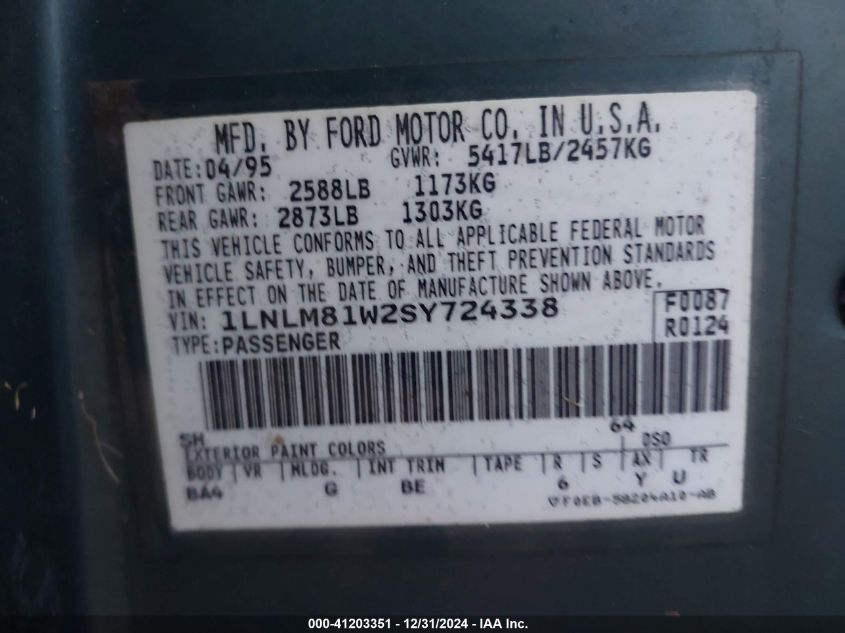 MFD. BY FORD MOTOR CO. IN U.S.A.
DATE: 04/95 GVWR: 5417LB/2457KG
FRONT GAWR: 2588LB 1173KG
REAR GAWR: 2873LB 1303KG
THIS VEHICLE CONFORMS TO ALL APPLICABLE FEDERAL MOTOR
VEHICLE SAFETY, BUMPER, AND THEFT PREVENTION STANDARDS
IN EFFECT ON THE DATE OF MANUFACTURE SHOWN ABOVE.
VIN: 1LNLM81W2SY724338 F0087
TYPE: PASSENGER R0124
SH 64
EXTERIOR PAINT COLORS DSO
BODY VR MLDG. INT TRIM TAPE R S AX TR
BA4 G BE 6 Y U
F0EB-5B204A10-AB
000-41203351 - 12/31/2024 - IAA Inc.